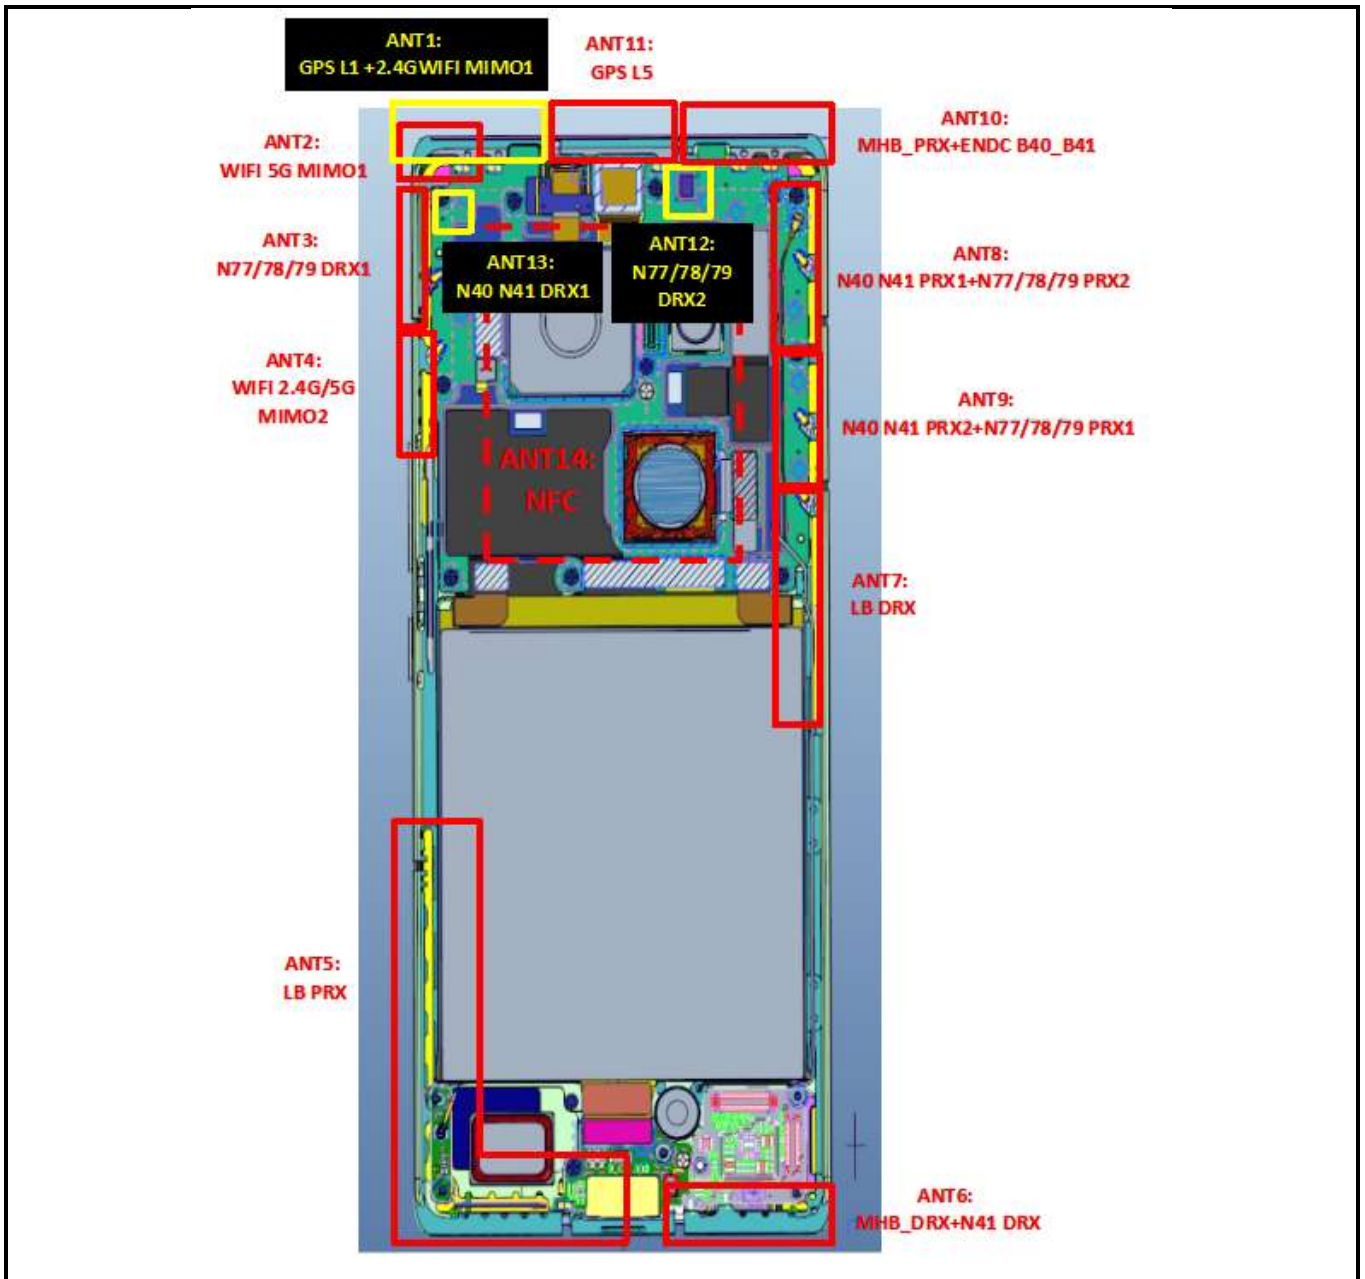 ANT1:
GPS L1 +2.4GWIFI MIMO1
ANT11:
GPS L5
ANT10:
MHB_PRX+ENDC B40_B41
ANT2:
WIFI 5G MIMO1
ANT3:
N77/78/79 DRX1
ANT13:
N40 N41 DRX1
ANT12:
N77/78/79
DRX2
ANT8:
N40 N41 PRX1+N77/78/79 PRX2
ANT4:
WIFI 2.4G/5G
MIMO2
ANT9:
N40 N41 PRX2+N77/78/79 PRX1
ANT14:
NFC
ANT7:
LB DRX
ANT5:
LB PRX
ANT6:
MHB_DRX+N41 DRX